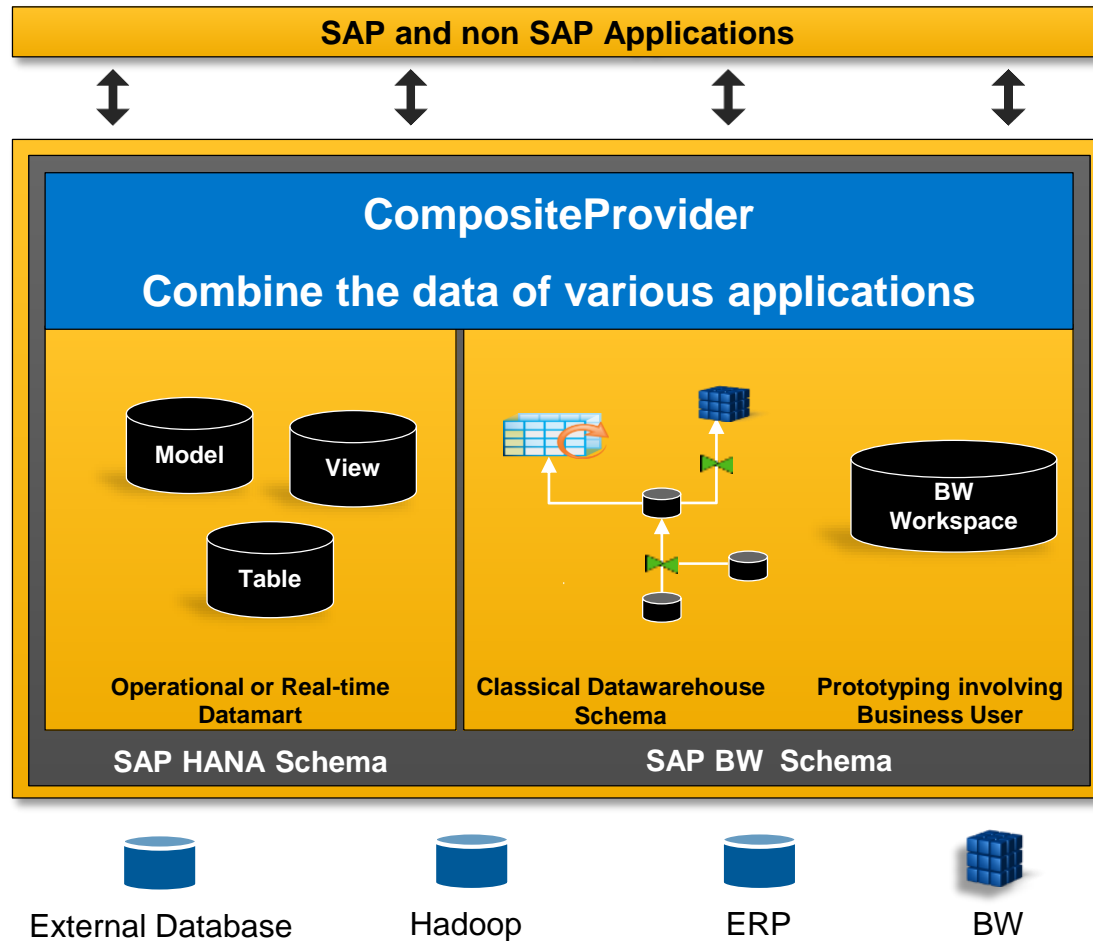 SAP and non SAP Applications
CompositeProvider
Combine the data of various applications
Model
View
Table
BW
Workspace
Operational or Real-time
Datamart
Classical Datawarehouse
Schema
Prototyping involving
Business User
SAP HANA Schema
SAP BW Schema
External Database
Hadoop
ERP
BW